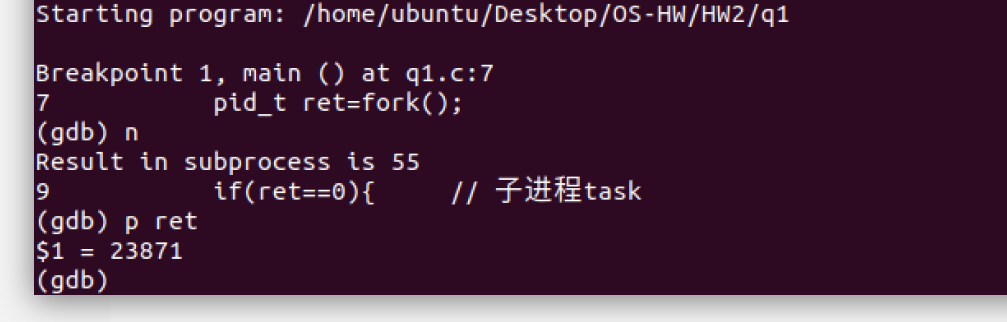 Starting program: /home/ubuntu/Desktop/OS-HW/HW2/q1
Breakpoint 1, main () at q1.c:7
7 pid_t ret=fork();
(gdb) n
Result in subprocess is 55
9 if(ret==0){ // 子进程task
(gdb) p ret
$1 = 23871
(gdb)